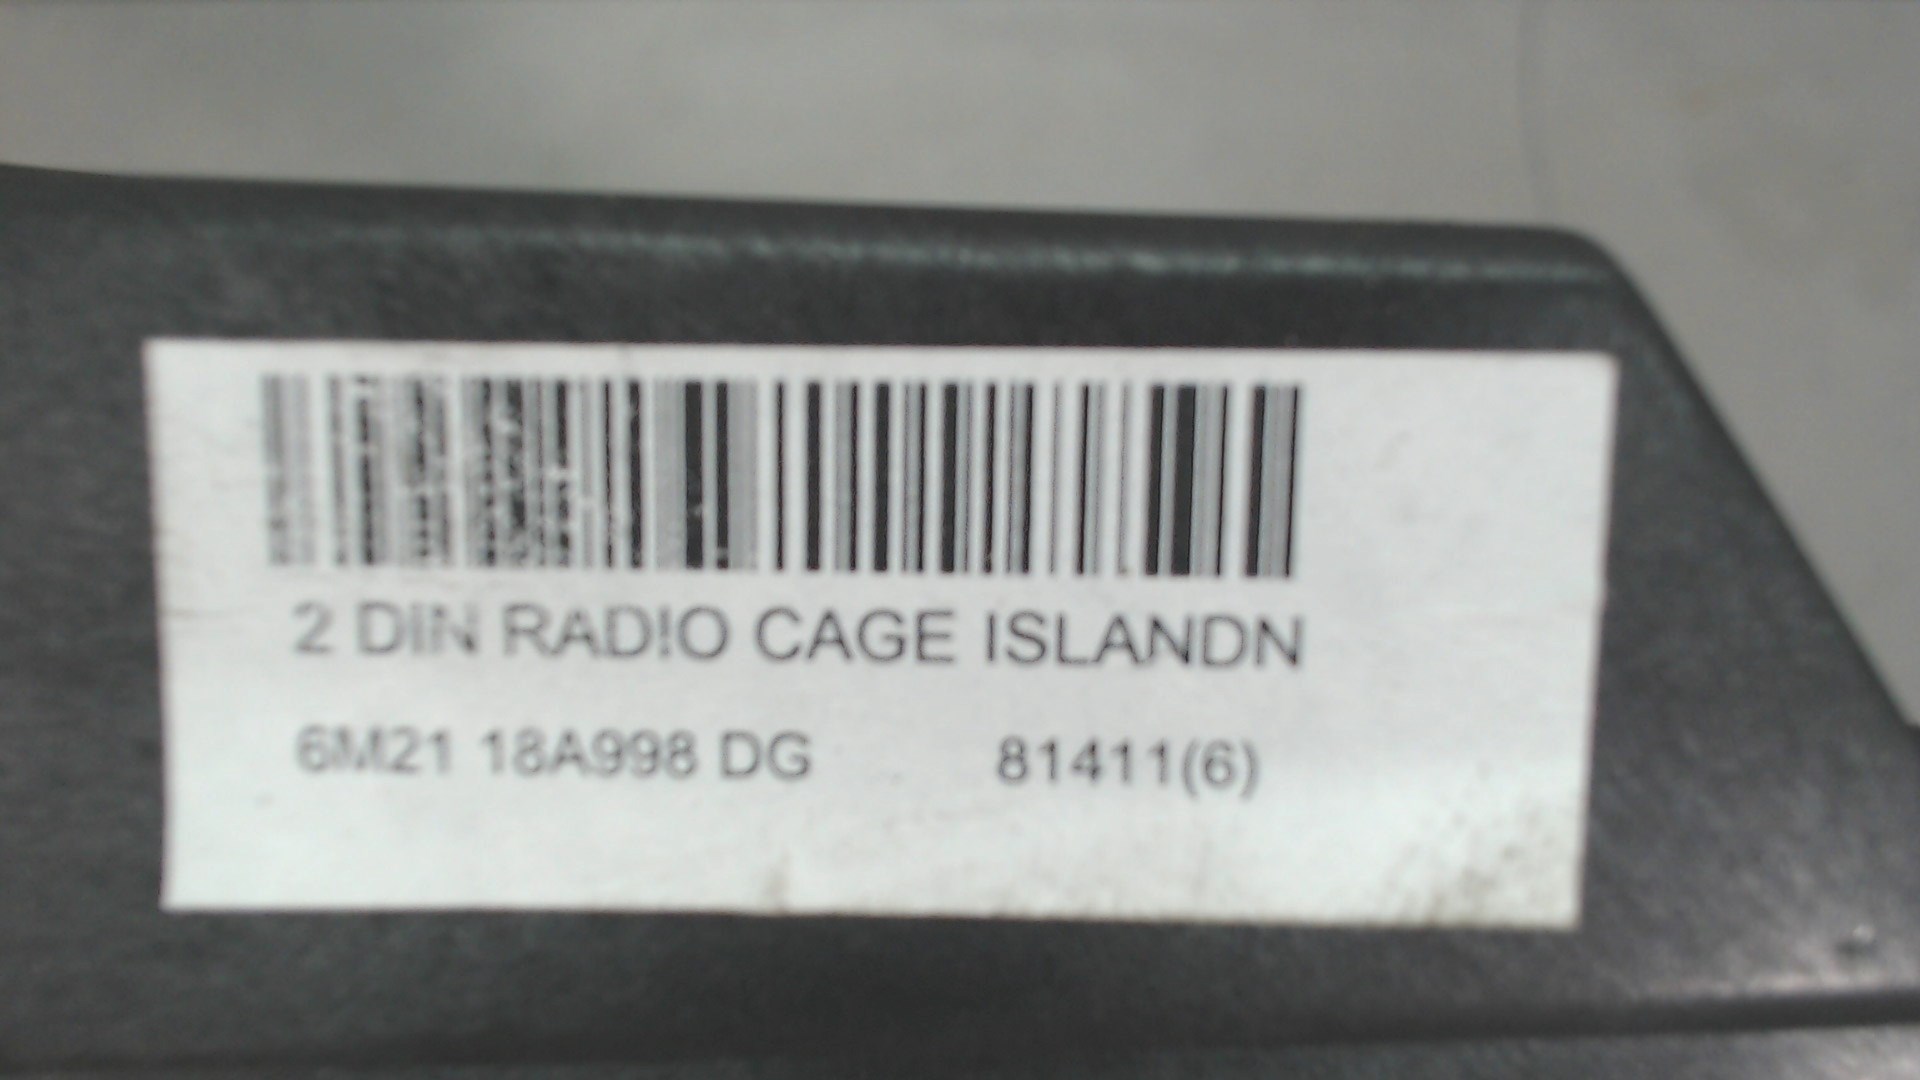 2 DIN RADIO CAGE ISLANDN
6M21 18A998 DG 81411(6)